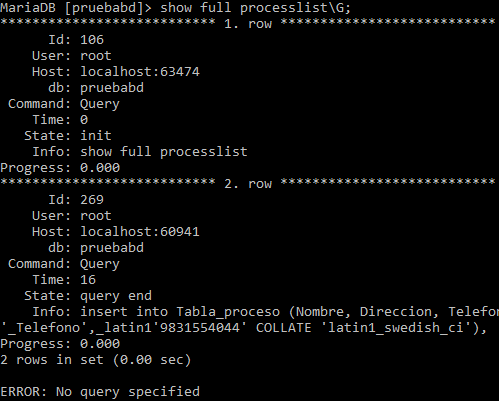 MariaDB [pruebabd]> show full processlist\G;
*************************** 1. row ***************************
Id: 106
User: root
Host: localhost:63474
db: pruebabd
Command: Query
Time: 0
State: init
Info: show full processlist
Progress: 0.000
*************************** 2. row ***************************
Id: 269
User: root
Host: localhost:60941
db: pruebabd
Command: Query
Time: 16
State: query end
Info: insert into Tabla_proceso (Nombre, Direccion, Telefon
'_Telefono',_latin1'9831554044' COLLATE 'latin1_swedish_ci'),
Progress: 0.000
2 rows in set (0.00 sec)
ERROR: No query specified